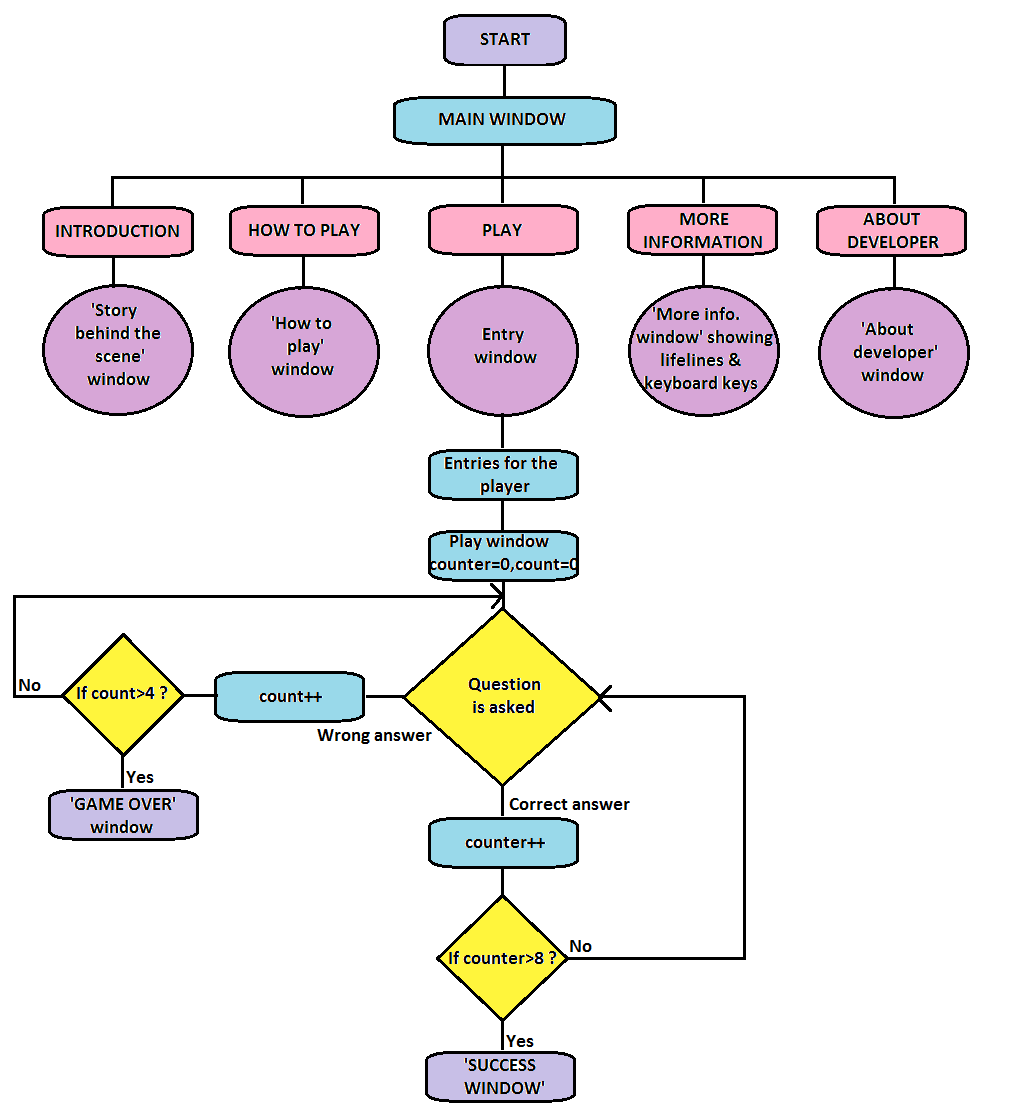 START
MAIN WINDOW
INTRODUCTION
HOW TO PLAY
PLAY
MORE
INFORMATION
ABOUT
DEVELOPER
'Story
behind the
scene'
window
'How to
play'
window
Entry
window
'More info.
window' showing
lifelines &
keyboard keys
'About
developer'
window
Entries for the
player
Play window
counter=0,count=0
Question
is asked
Wrong answer
count++
If count>4 ?
No
Yes
'GAME OVER'
window
Correct answer
counter++
If counter>8 ?
No
Yes
'SUCCESS
WINDOW'